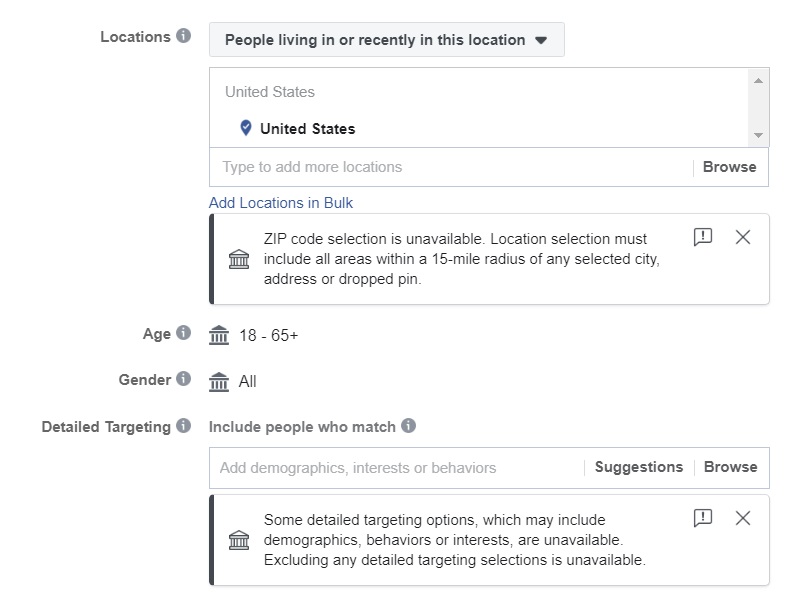 Locations
People living in or recently in this location
United States
United States
Type to add more locations
Browse
Add Locations in Bulk
ZIP code selection is unavailable. Location selection must
include all areas within a 15-mile radius of any selected city,
address or dropped pin.
Age
18 - 65+
Gender
All
Detailed Targeting
Include people who match
Add demographics, interests or behaviors
Suggestions
Browse
Some detailed targeting options, which may include
demographics, behaviors or interests, are unavailable.
Excluding any detailed targeting selections is unavailable.